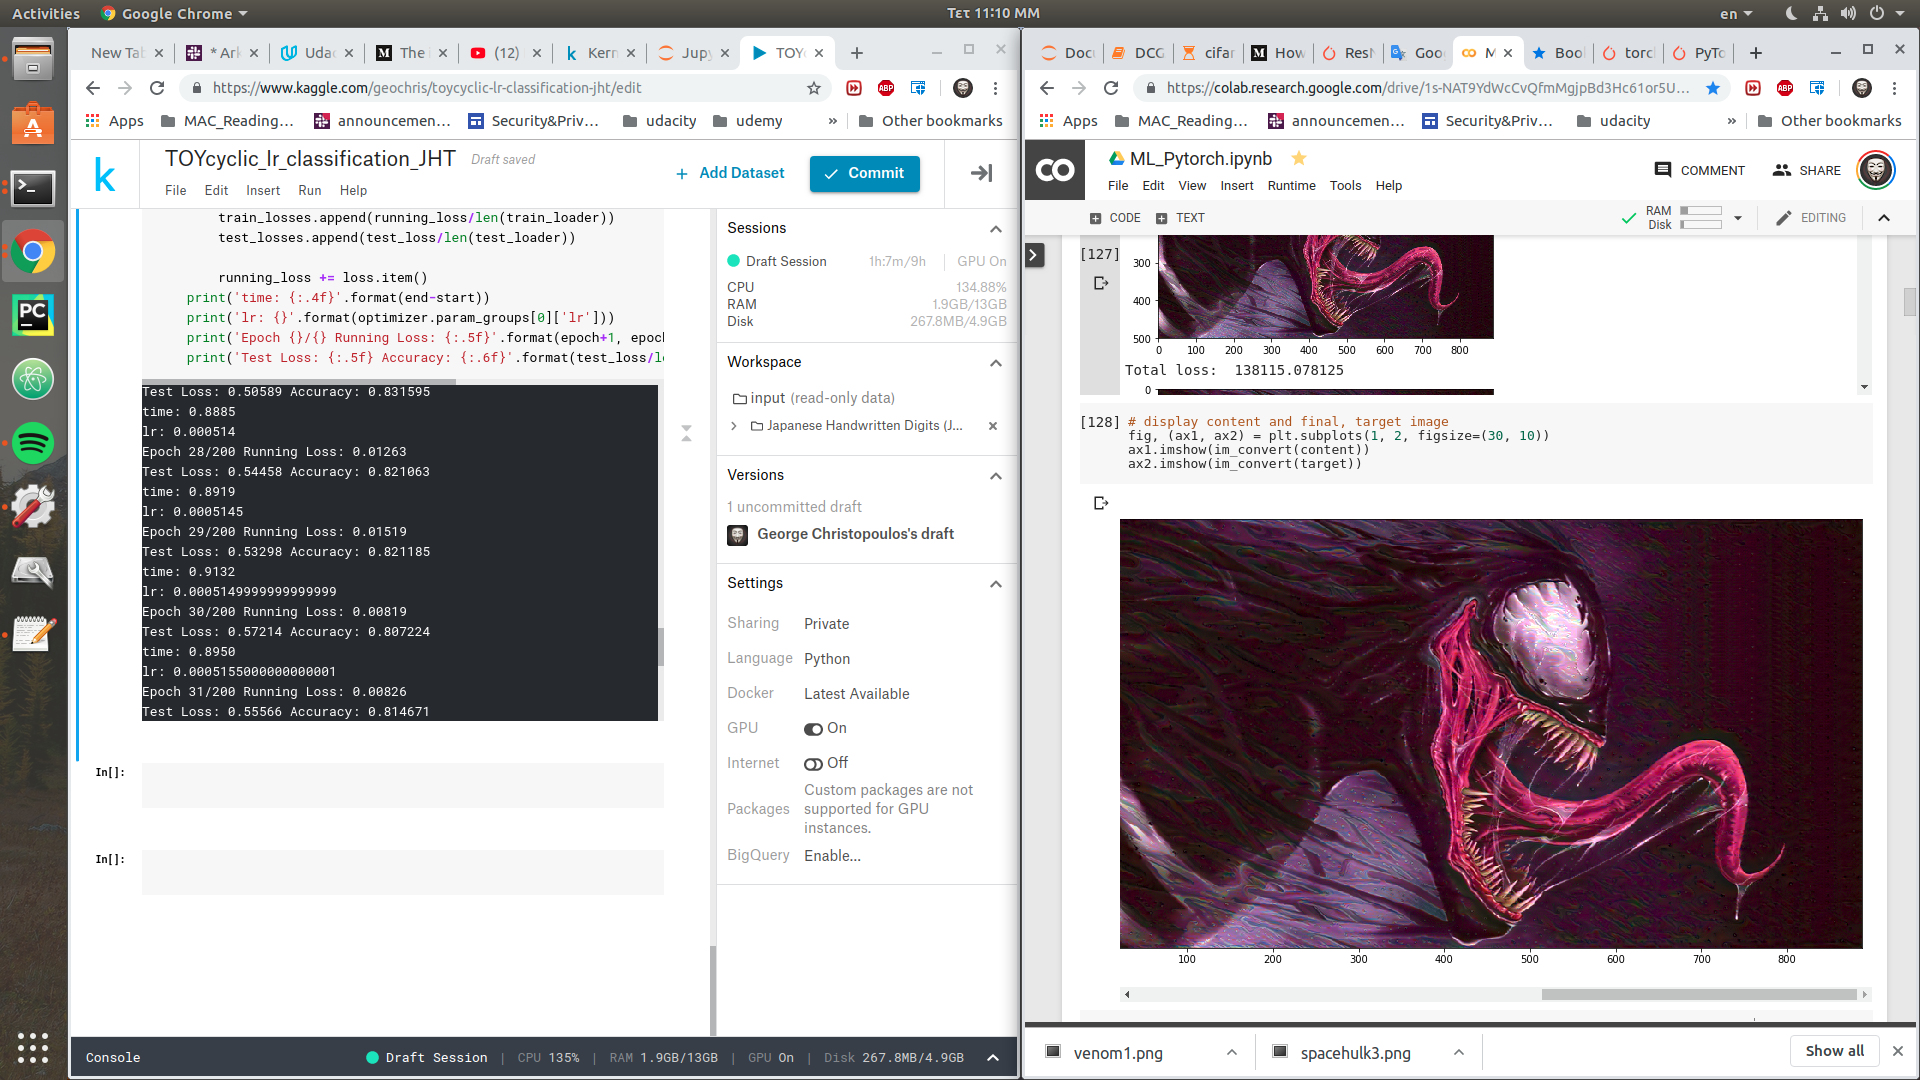 Activities
Google Chrome
Τετ 11:10 ΜΜ
en
New Tab
* Ark
Udac
The
(12)
Kern
Jupy
TOY
https://www.kaggle.com/geochris/toycyclic-lr-classification-jht/edit
ABP
Apps
MAC_Reading...
announcemen...
Security&Priv...
udacity
udemy
»
Other bookmarks
k
TOYcyclic_lr_classification_JHT
Draft saved
File
Edit
Insert
Run
Help
+ Add Dataset
Commit
train_losses.append(running_loss/len(train_loader))
test_losses.append(test_loss/len(test_loader))
running_loss += loss.item()
print('time: {:.4f}'.format(end-start))
print('lr: {}'.format(optimizer.param_groups[0]['lr']))
print('Epoch {}/{} Running Loss: {:.5f}'.format(epoch+1, epoch
print('Test Loss: {:.5f} Accuracy: {:.6f}'.format(test_loss/le
Test Loss: 0.50589 Accuracy: 0.831595
time: 0.8885
lr: 0.000514
Epoch 28/200 Running Loss: 0.01263
Test Loss: 0.54458 Accuracy: 0.821063
time: 0.8919
lr: 0.0005145
Epoch 29/200 Running Loss: 0.01519
Test Loss: 0.53298 Accuracy: 0.821185
time: 0.9132
lr: 0.0005149999999999999
Epoch 30/200 Running Loss: 0.00819
Test Loss: 0.57214 Accuracy: 0.807224
time: 0.8950
lr: 0.0005155000000000001
Epoch 31/200 Running Loss: 0.00826
Test Loss: 0.55566 Accuracy: 0.814671
In[]:
In[]:
Sessions
Draft Session 1h:7m/9h GPU On
CPU 134.88%
RAM 1.9GB/13GB
Disk 267.8MB/4.9GB
Workspace
input (read-only data)
Japanese Handwritten Digits (J...
Versions
1 uncommitted draft
George Christopoulos's draft
Settings
Sharing Private
Language Python
Docker Latest Available
GPU On
Internet Off
Packages Custom packages are not supported for GPU instances.
BigQuery Enable...
Console
Draft Session | CPU 135% | RAM 1.9GB/13GB | GPU On | Disk 267.8MB/4.9GB
Docu
DCG
cifar
How
ResN
Goo
M
Bool
torc
PyTo
https://colab.research.google.com/drive/1s-NAT9YdWcCvQfmMgjpBd3Hc61or5U...
ABP
Apps
MAC_Reading...
announcemen...
Security&Priv...
udacity
»
Other bookmarks
CO
ML_Pytorch.ipynb
File
Edit
View
Insert
Runtime
Tools
Help
COMMENT
SHARE
CODE
TEXT
RAM
Disk
EDITING
[127]
300
400
500
0 100 200 300 400 500 600 700 800
Total loss: 138115.078125
0
[128] # display content and final, target image
fig, (ax1, ax2) = plt.subplots(1, 2, figsize=(30, 10))
ax1.imshow(im_convert(content))
ax2.imshow(im_convert(target))
100 200 300 400 500 600 700 800
venom1.png
spacehulk3.png
Show all
PC